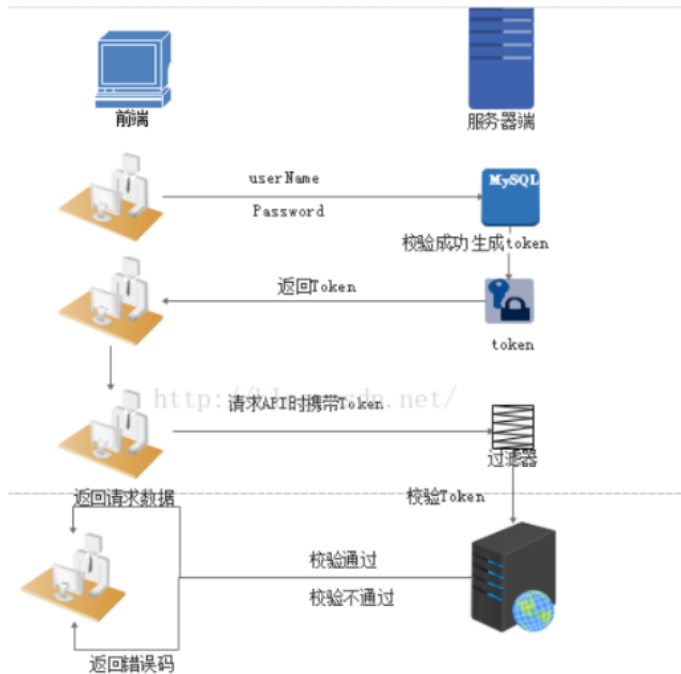 前端
服务器端
userName
MySQL
Password
校验成功生成token
返回Token
token
请求API时携带Token
过滤器
返回请求数据
校验Token
校验通过
校验不通过
返回错误码